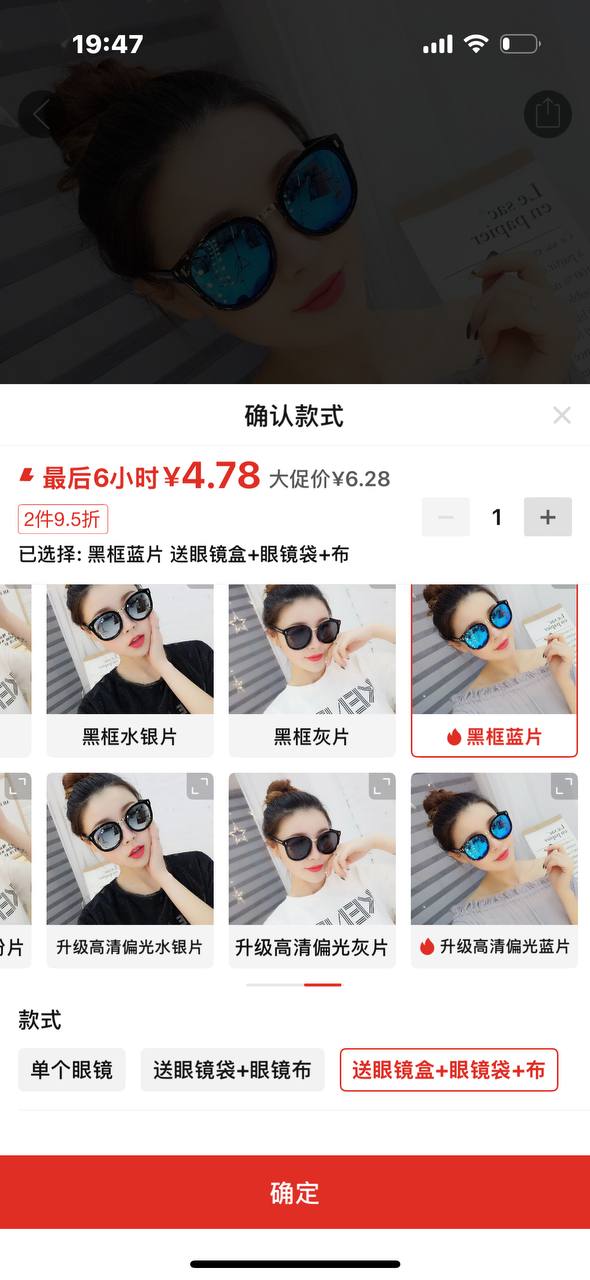 19:47
Le sac
en papier
确认款式
最后6小时¥4.78 大促价¥6.28
2件9.5折
1
已选择: 黑框蓝片 送眼镜盒+眼镜袋+布
黑框水银片
黑框灰片
黑框蓝片
片
升级高清偏光水银片
升级高清偏光灰片
升级高清偏光蓝片
款式
单个眼镜
送眼镜袋+眼镜布
送眼镜盒+眼镜袋+布
确定